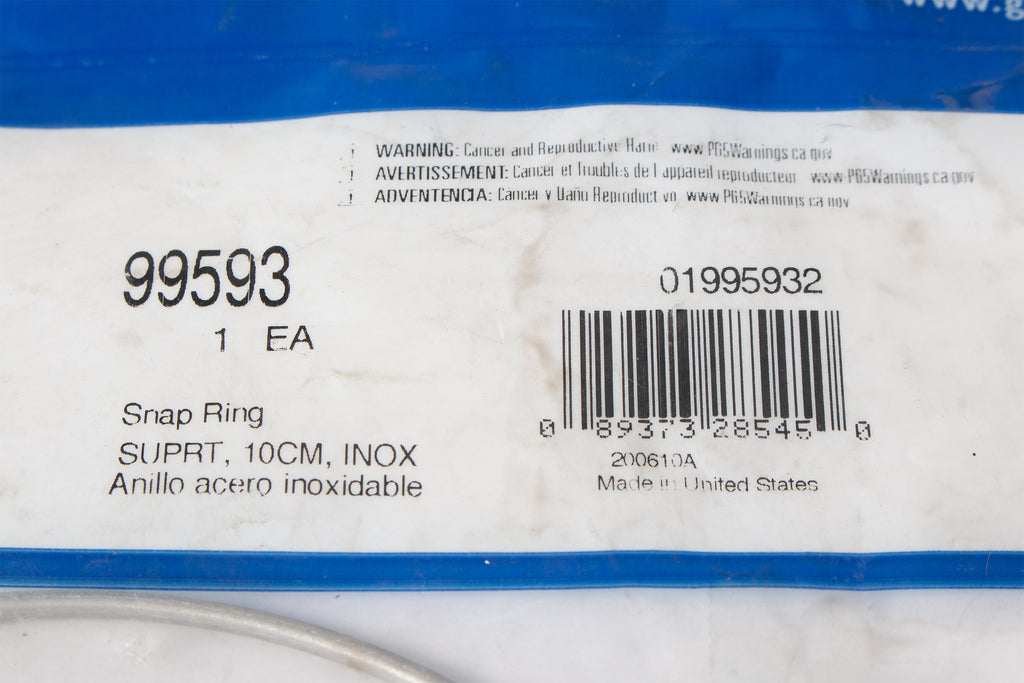 www.g
WARNING: Cancer and Reproductive Harm www.P65Warnings.ca.gov
AVERTISSEMENT: Cancer et Troubles de l'appareil reproducteur www.P65Warnings.ca.gov
ADVENTENCIA: Cáncer y Daño Reproductivo www.P65Warnings.ca.gov
99593
1 EA
01995932
0 89373 28545 0
Snap Ring
SUPRT, 10CM, INOX
Anillo acero inoxidable
200610A
Made in United States